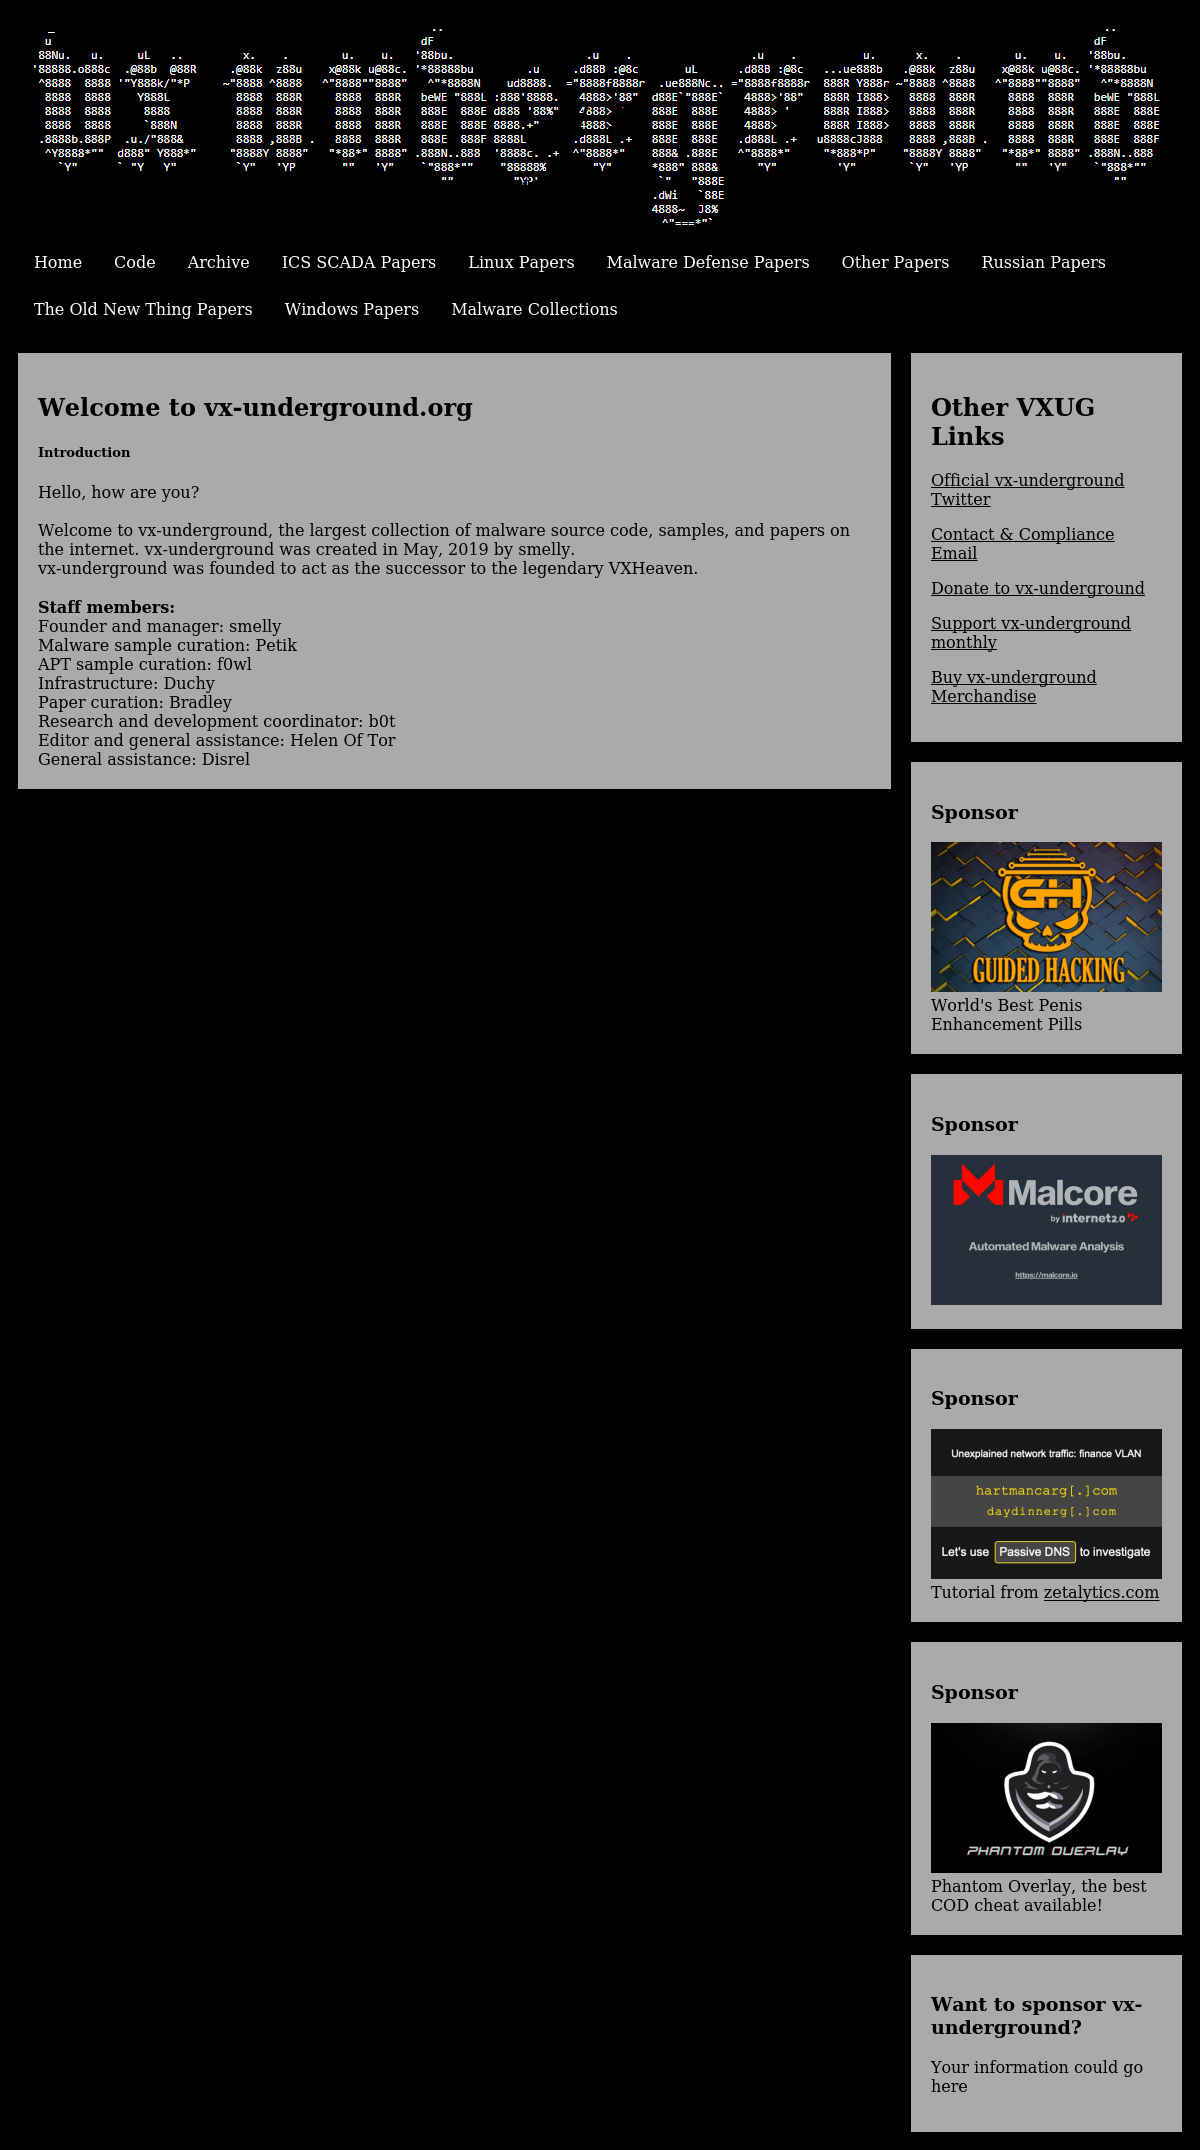 Home Code Archive ICS SCADA Papers Linux Papers Malware Defense Papers Other Papers Russian Papers
The Old New Thing Papers Windows Papers Malware Collections
Welcome to vx-underground.org
Introduction
Hello, how are you?
Welcome to vx-underground, the largest collection of malware source code, samples, and papers on
the internet. vx-underground was created in May, 2019 by smelly.
vx-underground was founded to act as the successor to the legendary VXHeaven.
Staff members:
Founder and manager: smelly
Malware sample curation: Petik
APT sample curation: f0wl
Infrastructure: Duchy
Paper curation: Bradley
Research and development coordinator: b0t
Editor and general assistance: Helen Of Tor
General assistance: Disrel
Other VXUG
Links
Official vx-underground
Twitter
Contact & Compliance
Email
Donate to vx-underground
Support vx-underground
monthly
Buy vx-underground
Merchandise
Sponsor
GH
GUIDED HACKING
World's Best Penis
Enhancement Pills
Sponsor
Malcore
by internet2.0
Automated Malware Analysis
https://malcore.io
Sponsor
Unexplained network traffic: finance VLAN
hartmancarg[.]com
daydinnerg[.]com
Let's use Passive DNS to investigate
Tutorial from zetalytics.com
Sponsor
PHANTOM OVERLAY
Phantom Overlay, the best
COD cheat available!
Want to sponsor vx-
underground?
Your information could go
here